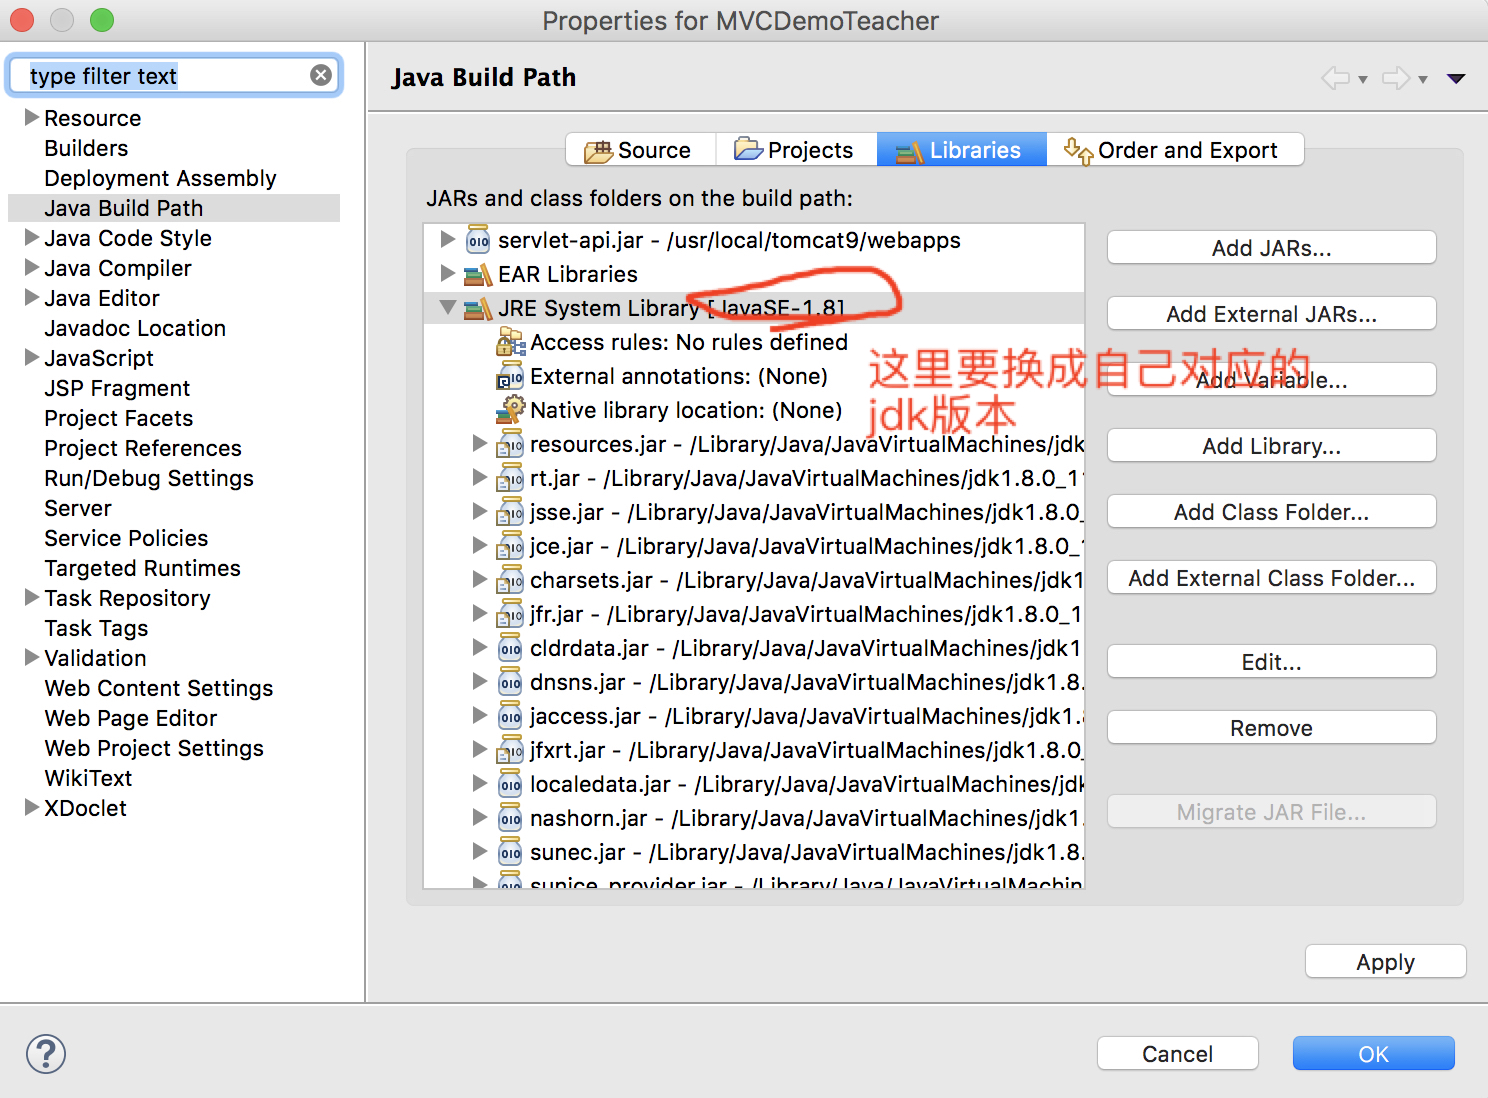 Properties for MVCDemoTeacher
type filter text
Resource
Builders
Deployment Assembly
Java Build Path
Java Code Style
Java Compiler
Java Editor
Javadoc Location
JavaScript
JSP Fragment
Project Facets
Project References
Run/Debug Settings
Server
Service Policies
Targeted Runtimes
Task Repository
Task Tags
Validation
Web Content Settings
Web Page Editor
Web Project Settings
WikiText
XDoclet
Java Build Path
Source Projects Libraries Order and Export
JARs and class folders on the build path:
servlet-api.jar - /usr/local/tomcat9/webapps
EAR Libraries
JRE System Library [JavaSE-1.8]
Access rules: No rules defined
External annotations: (None)
Native library location: (None)
这里要换成自己对应的
jdk版本
resources.jar - /Library/Java/JavaVirtualMachines/jdk
rt.jar - /Library/Java/JavaVirtualMachines/jdk1.8.0_1
jsse.jar - /Library/Java/JavaVirtualMachines/jdk1.8.0_
jce.jar - /Library/Java/JavaVirtualMachines/jdk1.8.0_1
charsets.jar - /Library/Java/JavaVirtualMachines/jdk1
jfr.jar - /Library/Java/JavaVirtualMachines/jdk1.8.0_1
cldrdata.jar - /Library/Java/JavaVirtualMachines/jdk1
dnsns.jar - /Library/Java/JavaVirtualMachines/jdk1.8.
jaccess.jar - /Library/Java/JavaVirtualMachines/jdk1.
jfxrt.jar - /Library/Java/JavaVirtualMachines/jdk1.8.0_
localedata.jar - /Library/Java/JavaVirtualMachines/jdk
nashorn.jar - /Library/Java/JavaVirtualMachines/jdk1.
sunec.jar - /Library/Java/JavaVirtualMachines/jdk1.8.
sunjce_provider.jar - /Library/Java/JavaVirtualMachin
Add JARs...
Add External JARs...
Add Variable...
Add Library...
Add Class Folder...
Add External Class Folder...
Edit...
Remove
Migrate JAR File...
Apply
?
Cancel
OK